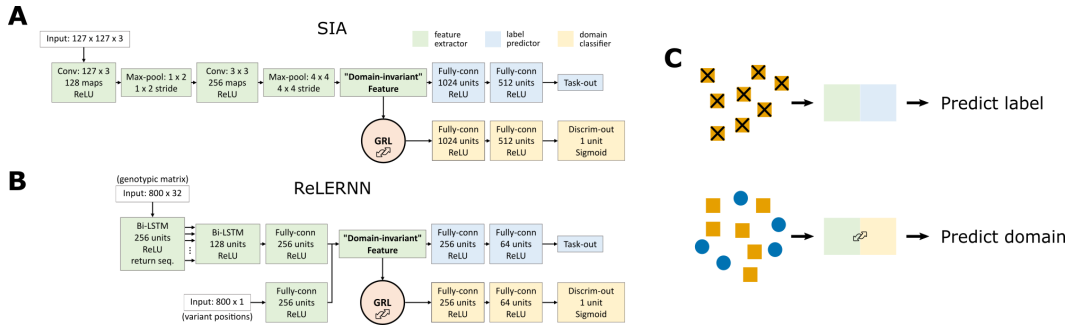 A
SIA
Input: 127 x 127 x 3
feature
extractor
label
predictor
domain
classifier
Conv: 127 x 3
128 maps
ReLU
Max-pool: 1 x 2
1 x 2 stride
Conv: 3 x 3
256 maps
ReLU
Max-pool: 4 x 4
4 x 4 stride
"Domain-invariant"
Feature
Fully-conn
1024 units
ReLU
Fully-conn
512 units
ReLU
Task-out
GRL
Fully-conn
1024 units
ReLU
Fully-conn
512 units
ReLU
Discrim-out
1 unit
Sigmoid
B
ReLERNN
(genotypic matrix)
Input: 800 x 32
Bi-LSTM
256 units
ReLU
return seq.
Bi-LSTM
128 units
ReLU
Fully-conn
256 units
ReLU
"Domain-invariant"
Feature
Fully-conn
256 units
ReLU
Fully-conn
64 units
ReLU
Task-out
Input: 800 x 1
(variant positions)
Fully-conn
256 units
ReLU
GRL
Fully-conn
256 units
ReLU
Fully-conn
64 units
ReLU
Discrim-out
1 unit
Sigmoid
C
Predict label
Predict domain